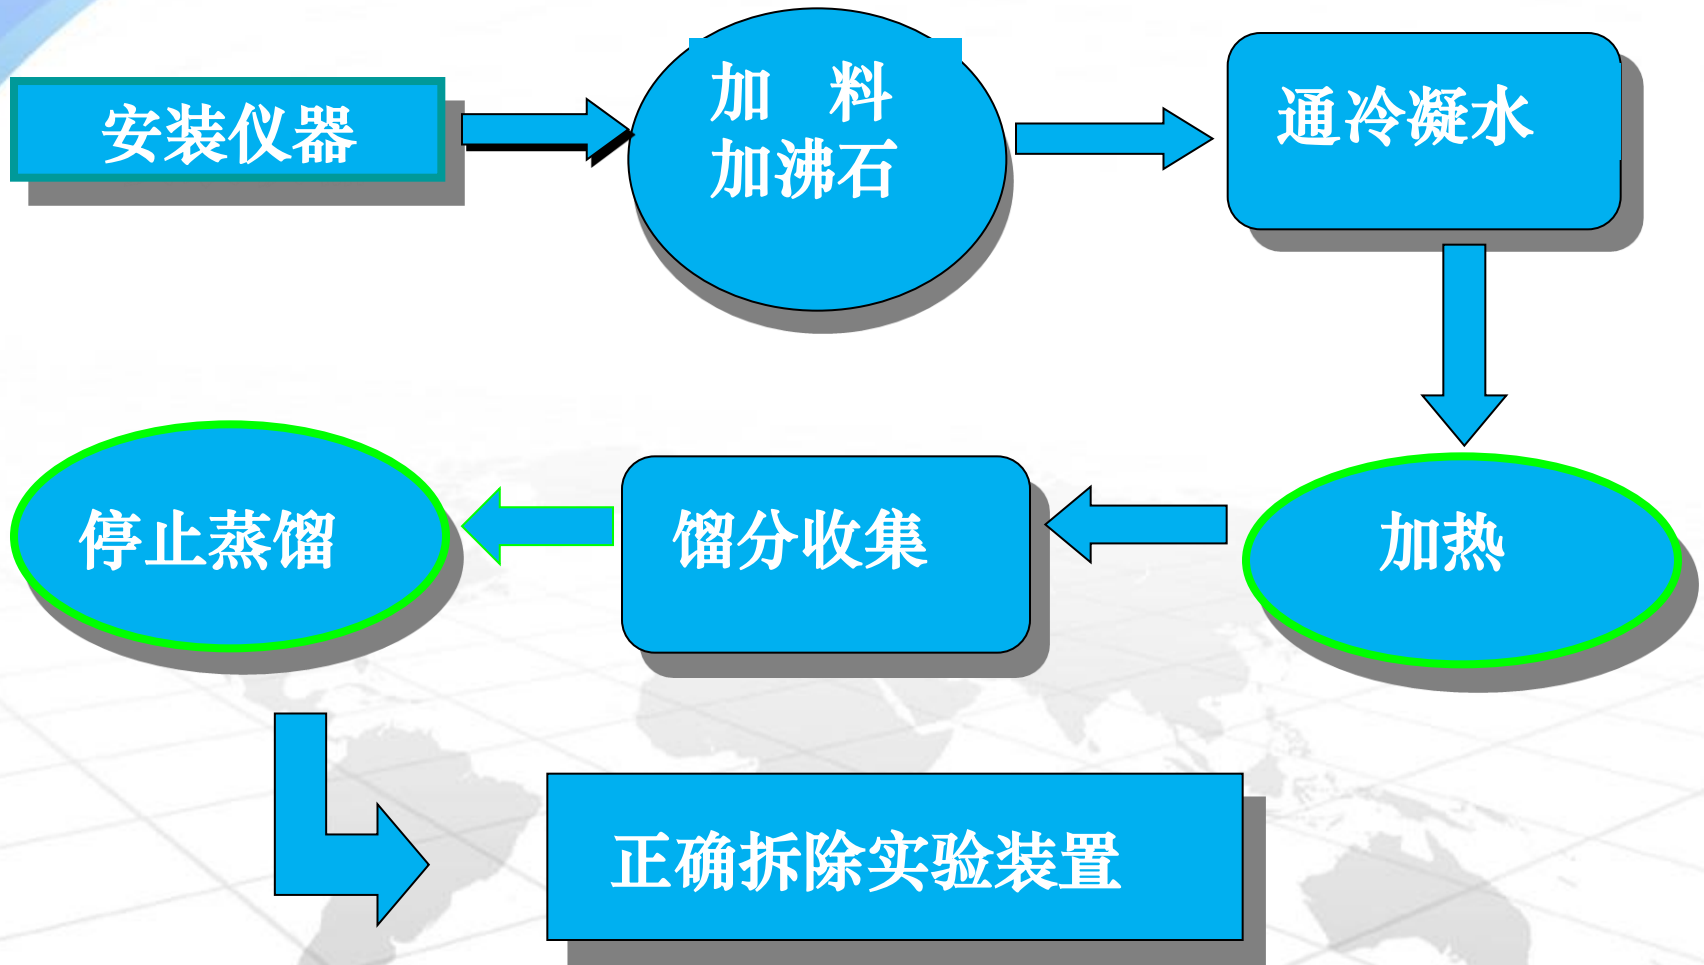 安装仪器
加　料
加沸石
通冷凝水
加热
馏分收集
停止蒸馏
正确拆除实验装置